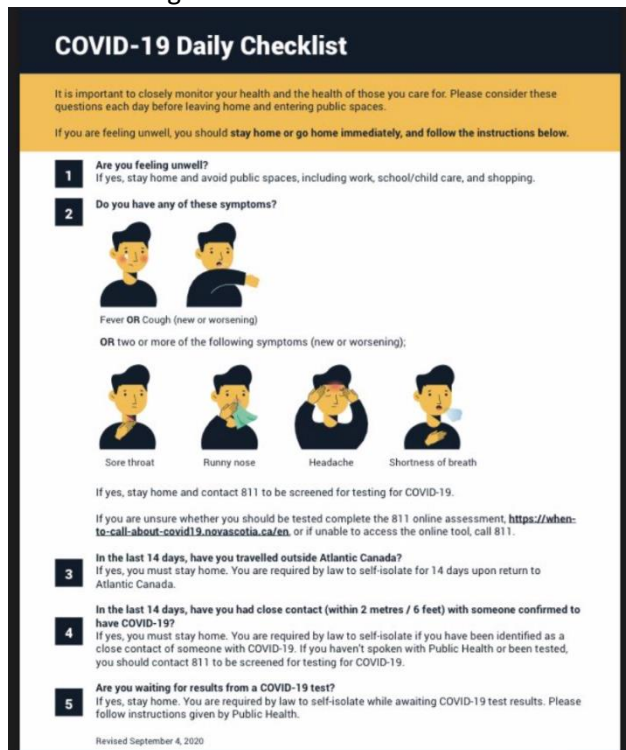 COVID-19 Daily Checklist
It is important to closely monitor your health and the health of those you care for. Please consider these
questions each day before leaving home and entering public spaces.
If you are feeling unwell, you should stay home or go home immediately, and follow the instructions below.
1
Are you feeling unwell?
If yes, stay home and avoid public spaces, including work, school/child care, and shopping.
2
Do you have any of these symptoms?
Fever OR Cough (new or worsening)
OR two or more of the following symptoms (new or worsening);
Sore throat Runny nose Headache Shortness of breath
If yes, stay home and contact 811 to be screened for testing for COVID-19.
If you are unsure whether you should be tested complete the 811 online assessment, https://when-
to-call-about-covid19.novascotia.ca/en, or if unable to access the online tool, call 811.
3
In the last 14 days, have you travelled outside Atlantic Canada?
If yes, you must stay home. You are required by law to self-isolate for 14 days upon return to
Atlantic Canada.
4
In the last 14 days, have you had close contact (within 2 metres / 6 feet) with someone confirmed to
have COVID-19?
If yes, you must stay home. You are required by law to self-isolate if you have been identified as a
close contact of someone with COVID-19. If you haven't spoken with Public Health or been tested,
you should contact 811 to be screened for testing for COVID-19.
5
Are you waiting for results from a COVID-19 test?
If yes, stay home. You are required by law to self-isolate while awaiting COVID-19 test results. Please
follow instructions given by Public Health.
Revised September 4, 2020